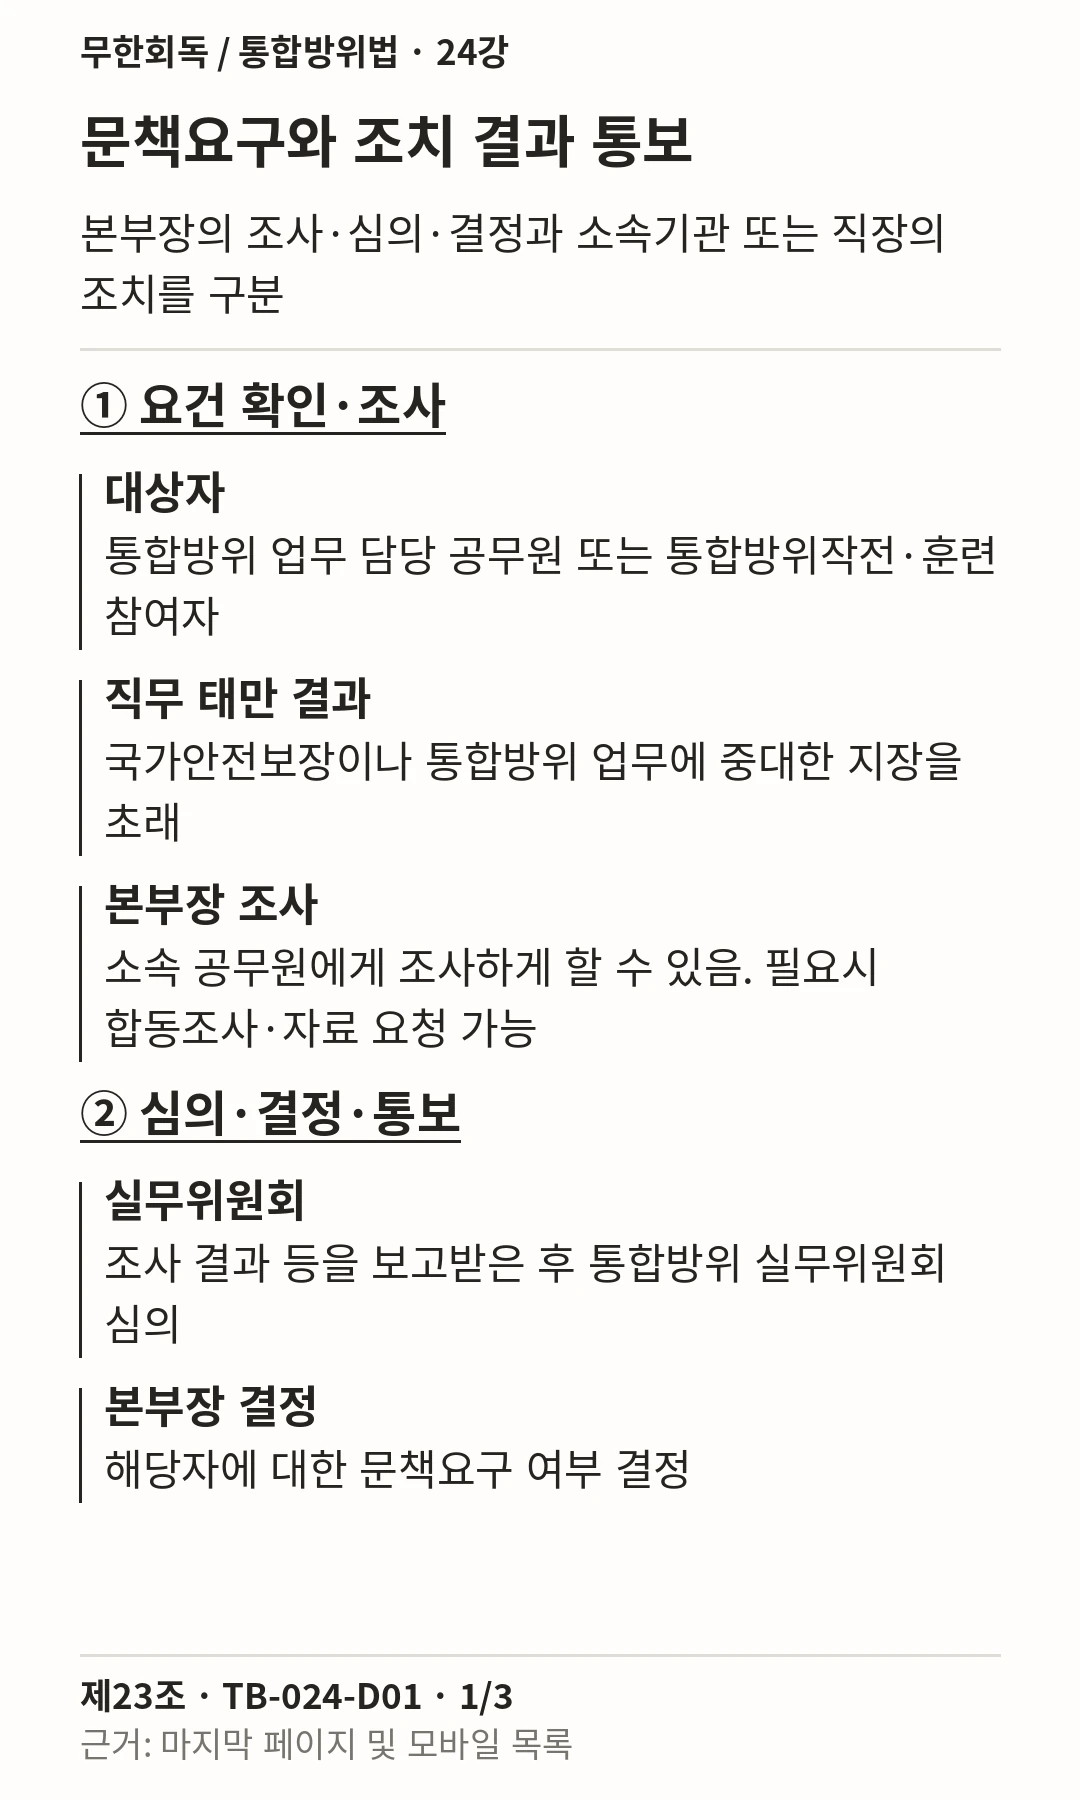 무한회독 / 통합방위법 · 24강
문책요구와 조치 결과 통보
본부장의 조사·심의·결정과 소속기관 또는 직장의
조치를 구분
① 요건 확인·조사
대상자
통합방위 업무 담당 공무원 또는 통합방위작전·훈련
참여자
직무 태만 결과
국가안전보장이나 통합방위 업무에 중대한 지장을
초래
본부장 조사
소속 공무원에게 조사하게 할 수 있음. 필요시
합동조사·자료 요청 가능
② 심의·결정·통보
실무위원회
조사 결과 등을 보고받은 후 통합방위 실무위원회
심의
본부장 결정
해당자에 대한 문책요구 여부 결정
제23조 · TB-024-D01 · 1/3
근거: 마지막 페이지 및 모바일 목록